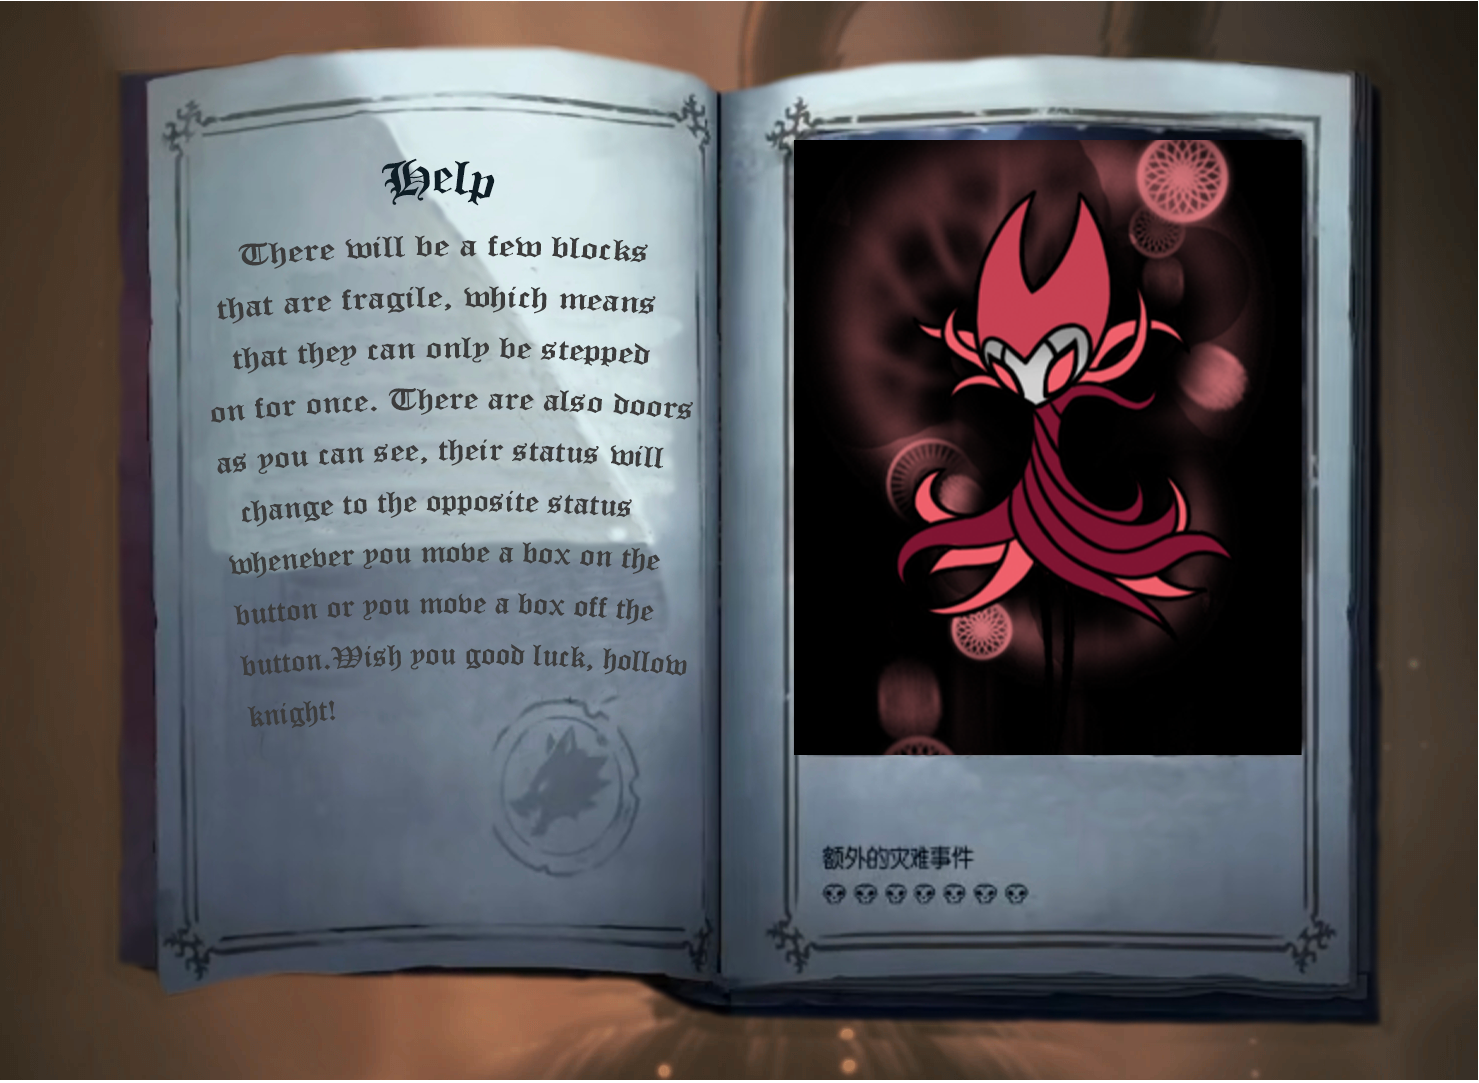 Help
There will be a few blocks
that are fragile, which means
that they can only be stepped
on for once. There are also doors
as you can see, their status will
change to the opposite status
whenever you move a box on the
button or you move a box off the
button.Wish you good luck, hollow
knight!
额外的灾难事件